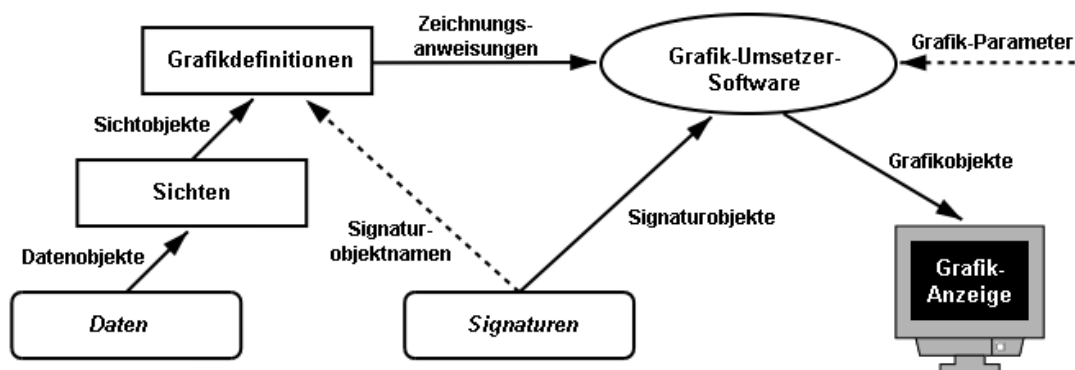 Zeichnungs-
anweisungen
Grafikdefinitionen
Grafik-Umsetzer-
Software
Grafik-Parameter
Sichtobjekte
Grafikobjekte
Sichten
Signatur-
objektnamen
Signaturobjekte
Datenobjekte
Grafik-
Anzeige
Daten
Signaturen